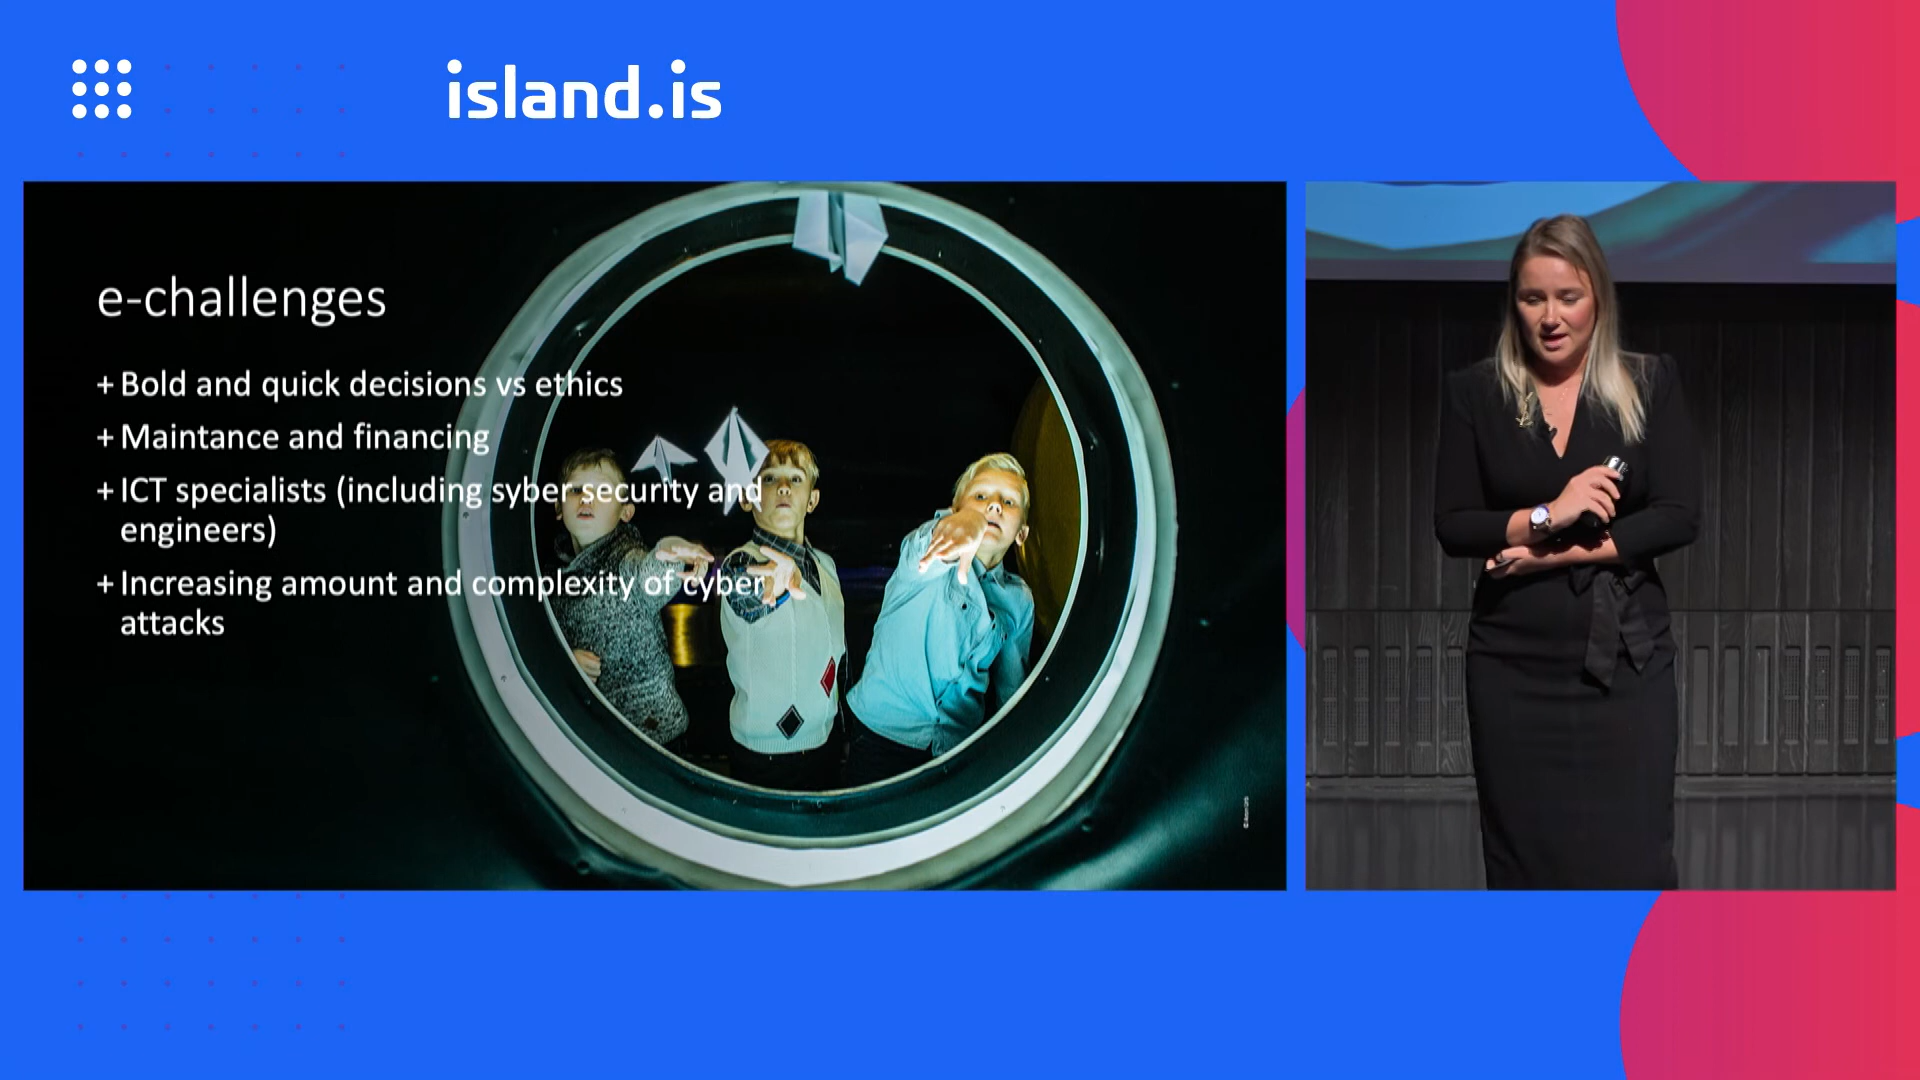 island.is
e-challenges
+ Bold and quick decisions vs ethics
+ Maintance and financing
+ ICT specialists (including syber security and
engineers)
+ Increasing amount and complexity of cyber
attacks